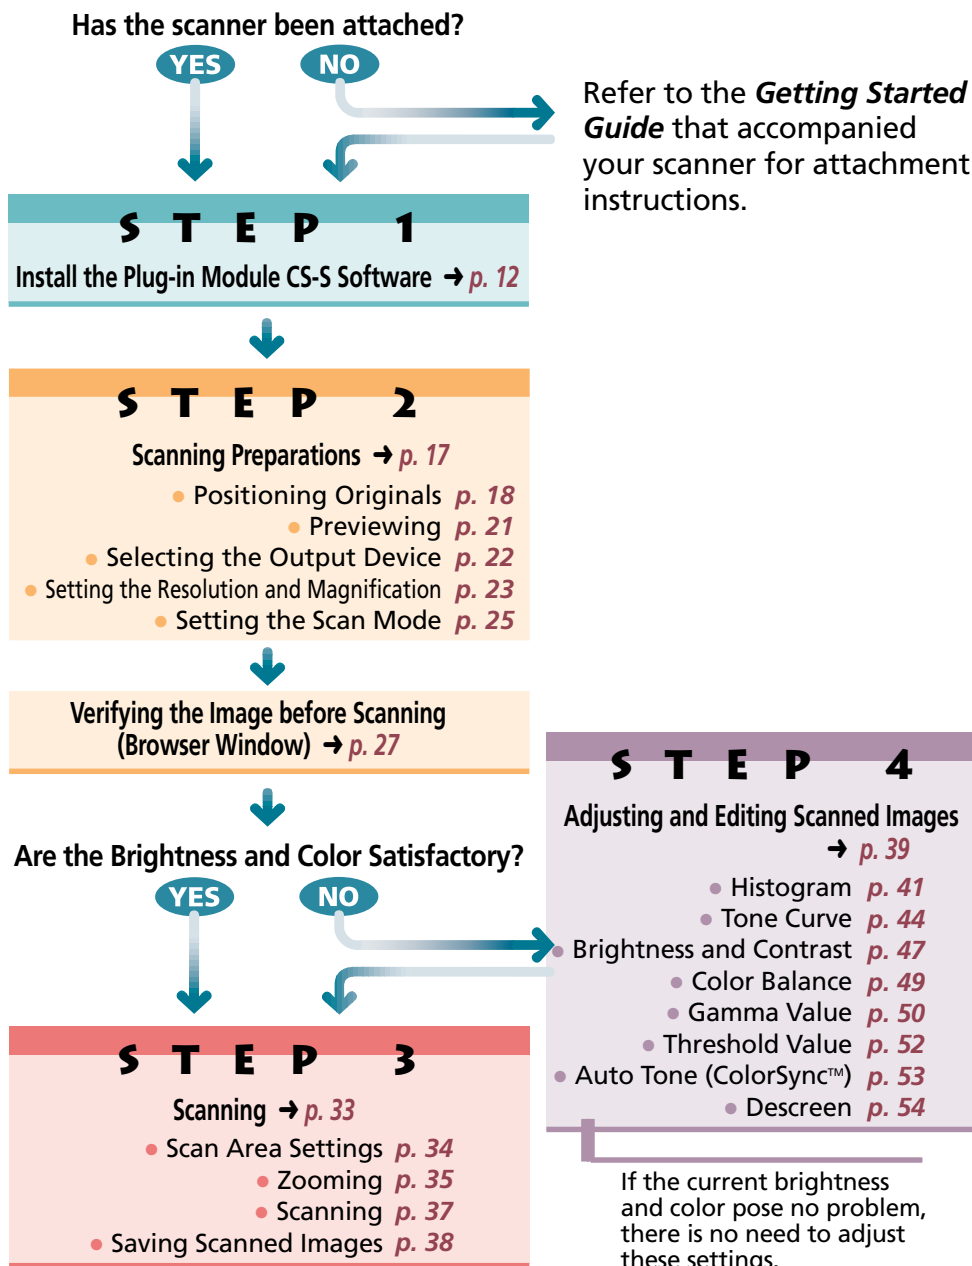 Has the scanner been attached?
YES
NO
Refer to the Getting Started
Guide that accompanied
your scanner for attachment
instructions.
STEP 1
Install the Plug-in Module CS-S Software ➔ p. 12
STEP 2
Scanning Preparations ➔ p. 17
● Positioning Originals p. 18
● Previewing p. 21
● Selecting the Output Device p. 22
● Setting the Resolution and Magnification p. 23
● Setting the Scan Mode p. 25
Verifying the Image before Scanning
(Browser Window) ➔ p. 27
Are the Brightness and Color Satisfactory?
YES
NO
STEP 3
Scanning ➔ p. 33
● Scan Area Settings p. 34
● Zooming p. 35
● Scanning p. 37
● Saving Scanned Images p. 38
STEP 4
Adjusting and Editing Scanned Images
➔ p. 39
● Histogram p. 41
● Tone Curve p. 44
● Brightness and Contrast p. 47
● Color Balance p. 49
● Gamma Value p. 50
● Threshold Value p. 52
● Auto Tone (ColorSync™) p. 53
● Descreen p. 54
If the current brightness
and color pose no problem,
there is no need to adjust
these settings.